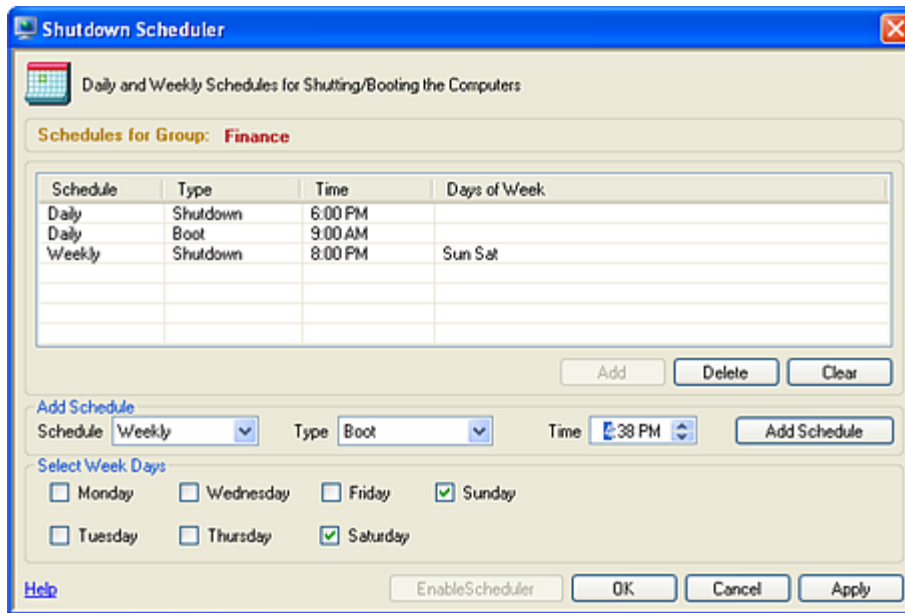 Shutdown Scheduler
Daily and Weekly Schedules for Shutting/Booting the Computers
Schedules for Group: Finance
Schedule Type Time Days of Week
Daily Shutdown 6:00 PM
Daily Boot 9:00 AM
Weekly Shutdown 8:00 PM Sun Sat
Add Delete Clear
Add Schedule
Schedule Weekly Type Boot Time :38 PM Add Schedule
Select Week Days
Monday Wednesday Friday Sunday
Tuesday Thursday Saturday
Help EnableScheduler OK Cancel Apply